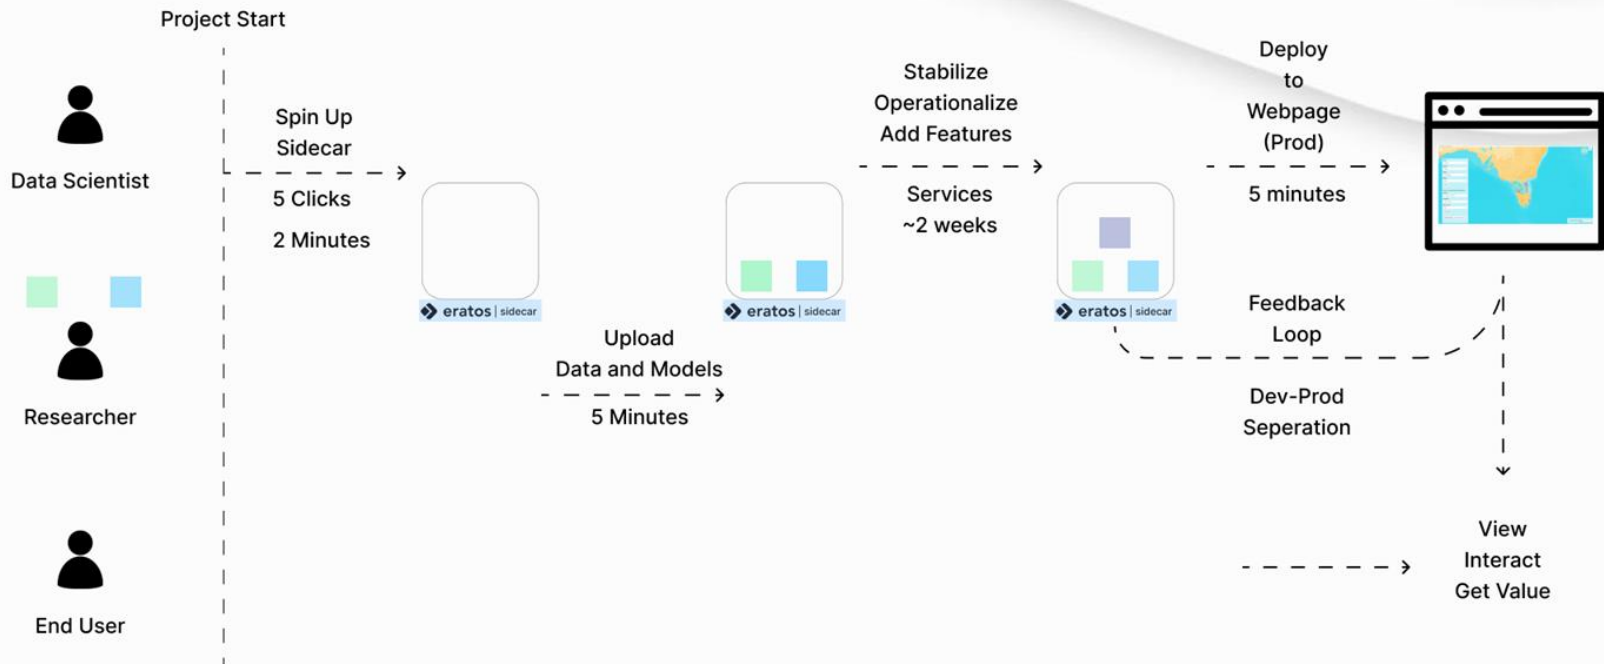 Project Start
Data Scientist
Researcher
End User
Spin Up
Sidecar
5 Clicks
2 Minutes
eratos | sidecar
Upload
Data and Models
5 Minutes
eratos | sidecar
Stabilize
Operationalize
Add Features
Services
~2 weeks
eratos | sidecar
Deploy
to
Webpage
(Prod)
5 minutes
Feedback
Loop
Dev-Prod
Seperation
View
Interact
Get Value